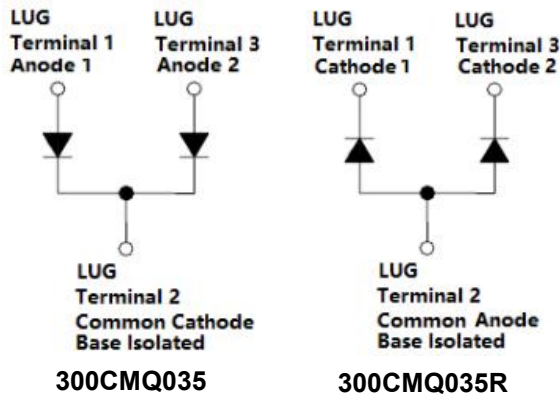 LUG
Terminal 1
Anode 1
LUG
Terminal 3
Anode 2
LUG
Terminal 2
Common Cathode
Base Isolated
300CMQ035
LUG
Terminal 1
Cathode 1
LUG
Terminal 3
Cathode 2
LUG
Terminal 2
Common Anode
Base Isolated
300CMQ035R